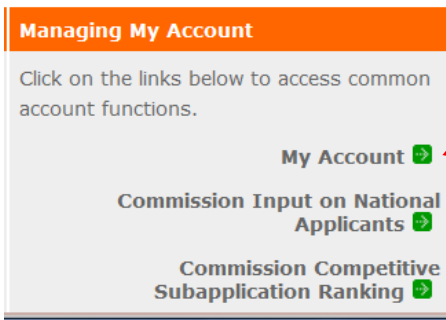 Managing My Account
Click on the links below to access common
account functions.
My Account
Commission Input on National
Applicants
Commission Competitive
Subapplication Ranking